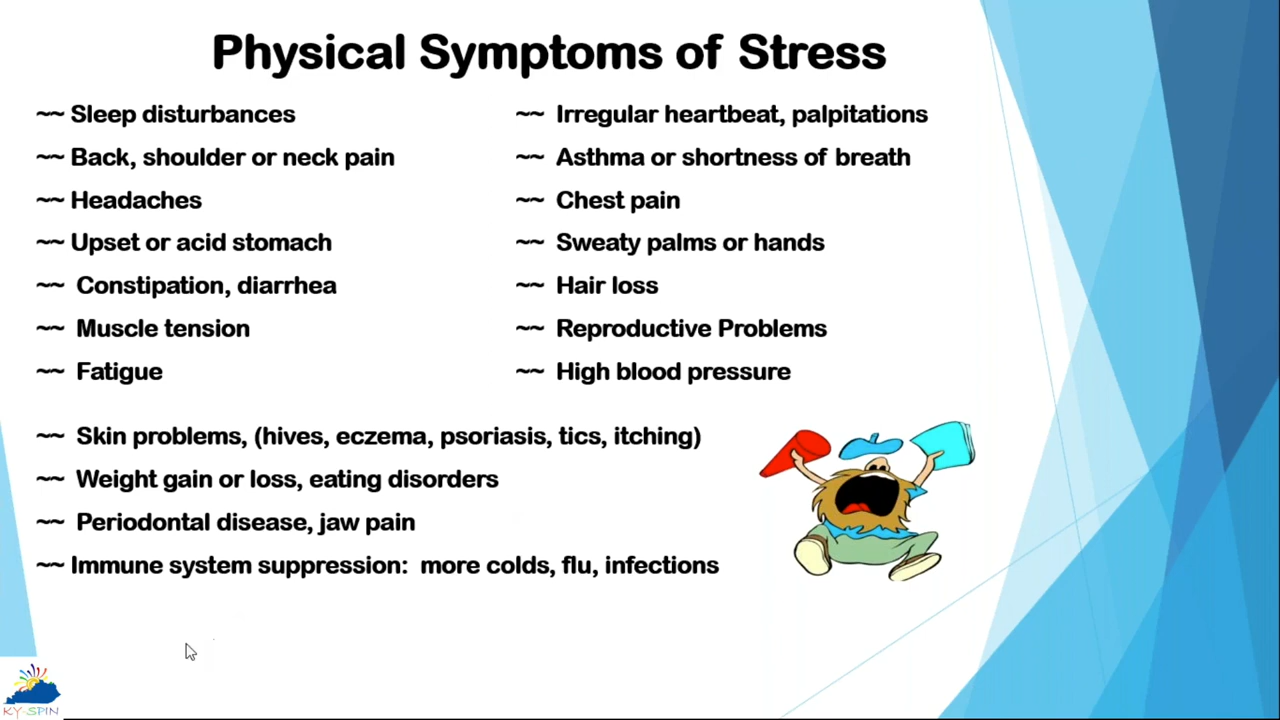 Physical Symptoms of Stress
~~ Sleep disturbances
~~ Back, shoulder or neck pain
~~ Headaches
~~ Upset or acid stomach
~~ Constipation, diarrhea
~~ Muscle tension
~~ Fatigue
~~ Irregular heartbeat, palpitations
~~ Asthma or shortness of breath
~~ Chest pain
~~ Sweaty palms or hands
~~ Hair loss
~~ Reproductive Problems
~~ High blood pressure
~~ Skin problems, (hives, eczema, psoriasis, tics, itching)
~~ Weight gain or loss, eating disorders
~~ Periodontal disease, jaw pain
~~ Immune system suppression: more colds, flu, infections
KY-SPIN